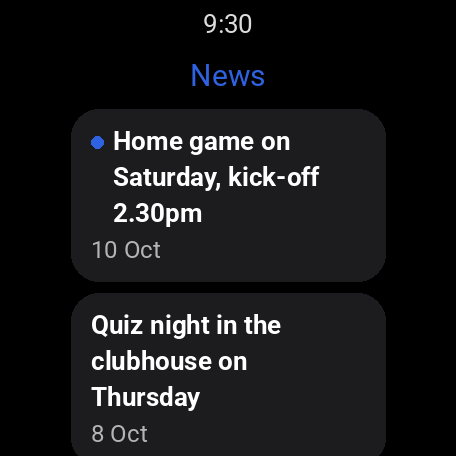 9:30
News
Home game on
Saturday, kick-off
2.30pm
10 Oct
Quiz night in the
clubhouse on
Thursday
8 Oct